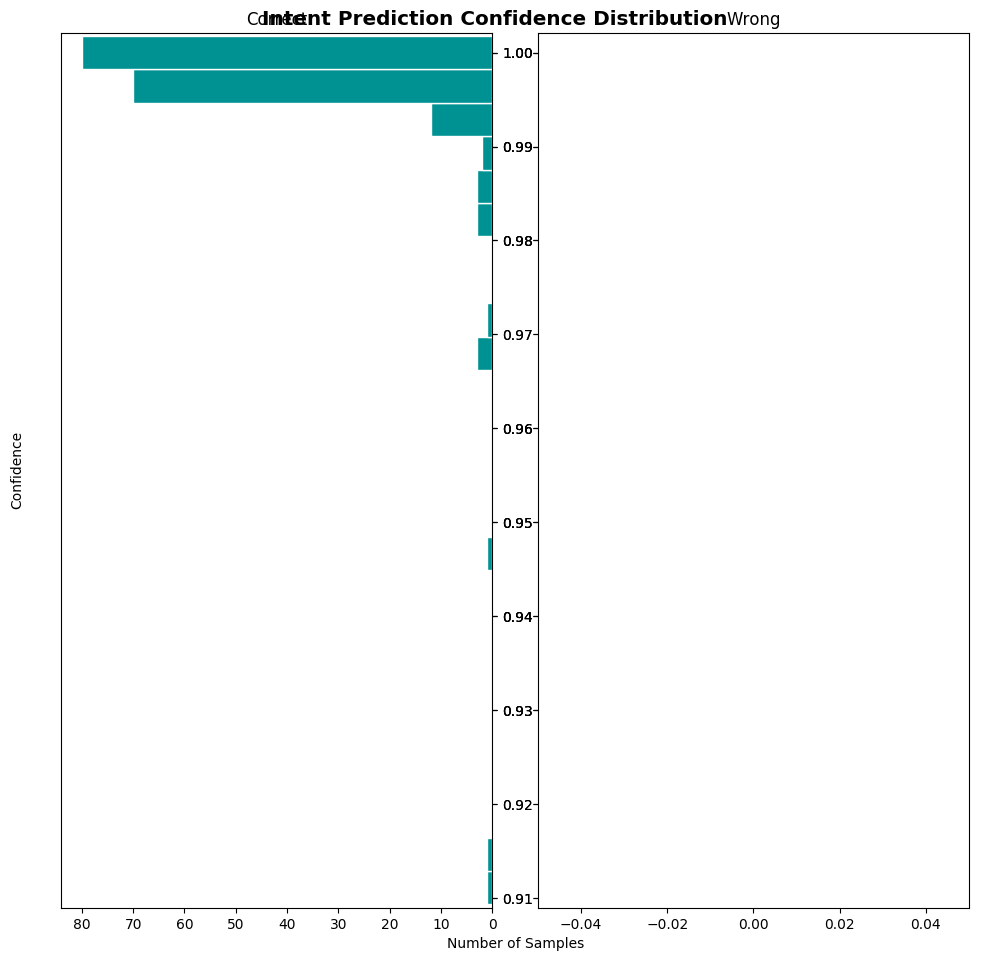 Intent Prediction Confidence Distribution
Correct
Wrong
1.00
0.99
0.98
0.97
0.96
0.95
0.94
0.93
0.92
0.91
Confidence
80 70 60 50 40 30 20 10 0
−0.04 −0.02 0.00 0.02 0.04
Number of Samples